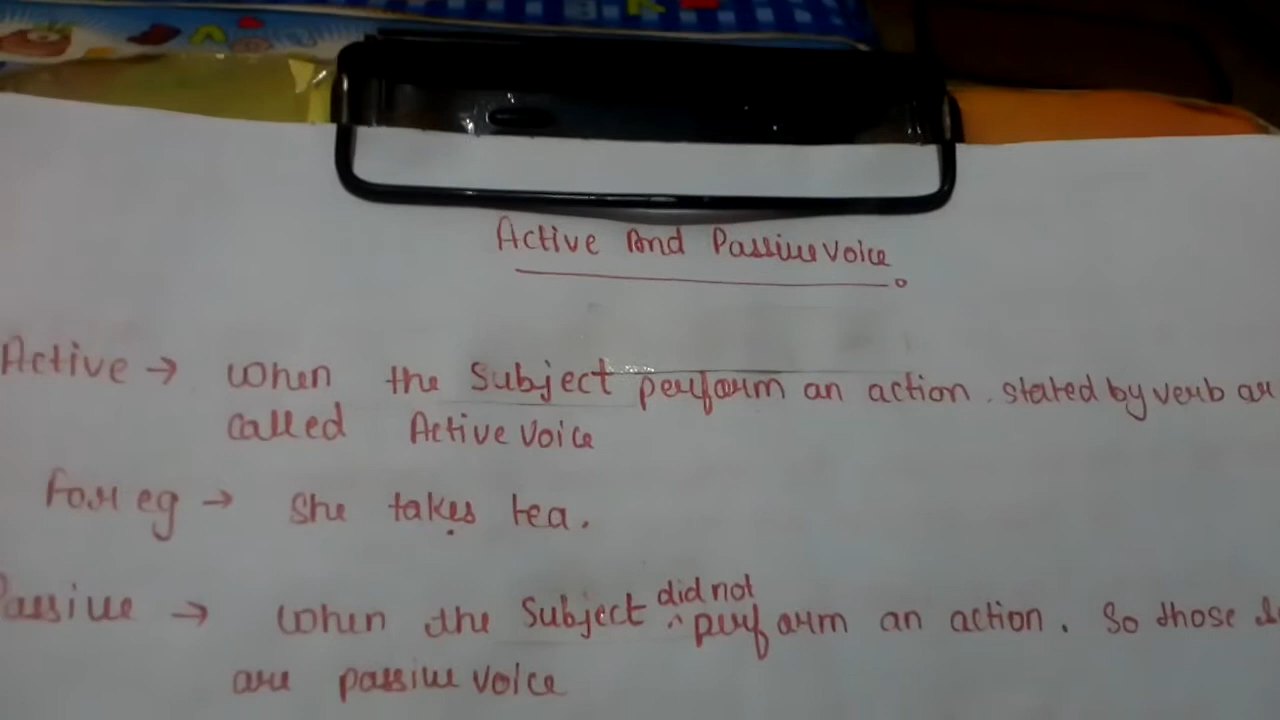 Active And Passive Voice
Active → When the Subject perform an action. stated by verb are
called Active Voice
For eg → She takes tea.
Passive → When the Subject did not perform an action. So those
are passive voice